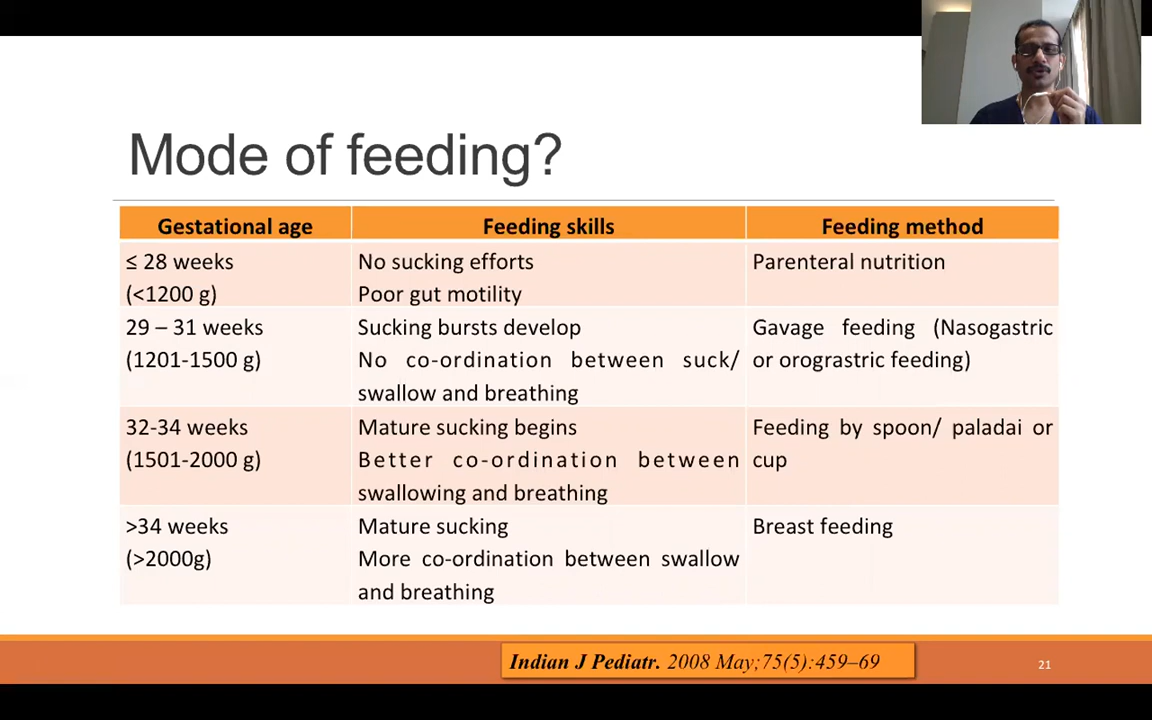 Mode of feeding?
Gestational age
Feeding skills
Feeding method
≤ 28 weeks
(<1200 g)
No sucking efforts
Poor gut motility
Parenteral nutrition
29 – 31 weeks
(1201-1500 g)
Sucking bursts develop
No co-ordination between suck/
swallow and breathing
Gavage feeding (Nasogastric
or orograstric feeding)
32-34 weeks
(1501-2000 g)
Mature sucking begins
Better co-ordination between
swallowing and breathing
Feeding by spoon/ paladai or
cup
>34 weeks
(>2000g)
Mature sucking
More co-ordination between swallow
and breathing
Breast feeding
Indian J Pediatr. 2008 May;75(5):459–69
21